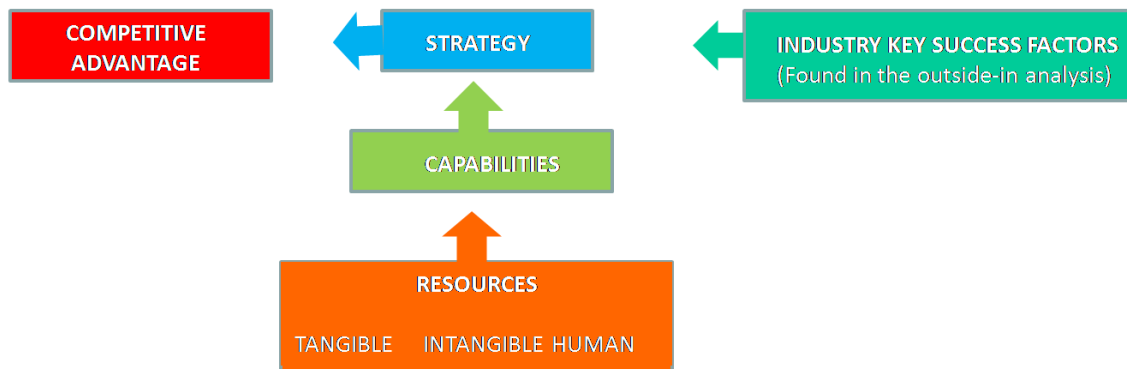 COMPETITIVE
ADVANTAGE
STRATEGY
INDUSTRY KEY SUCCESS FACTORS
(Found in the outside-in analysis)
CAPABILITIES
RESOURCES
TANGIBLE INTANGIBLE HUMAN